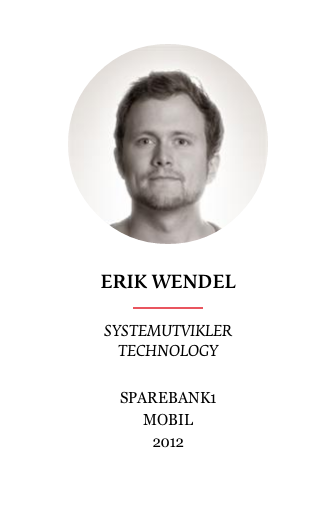 ERIK WENDEL
SYSTEMUTVIKLER
TECHNOLOGY
SPAREBANK1
MOBIL
2012